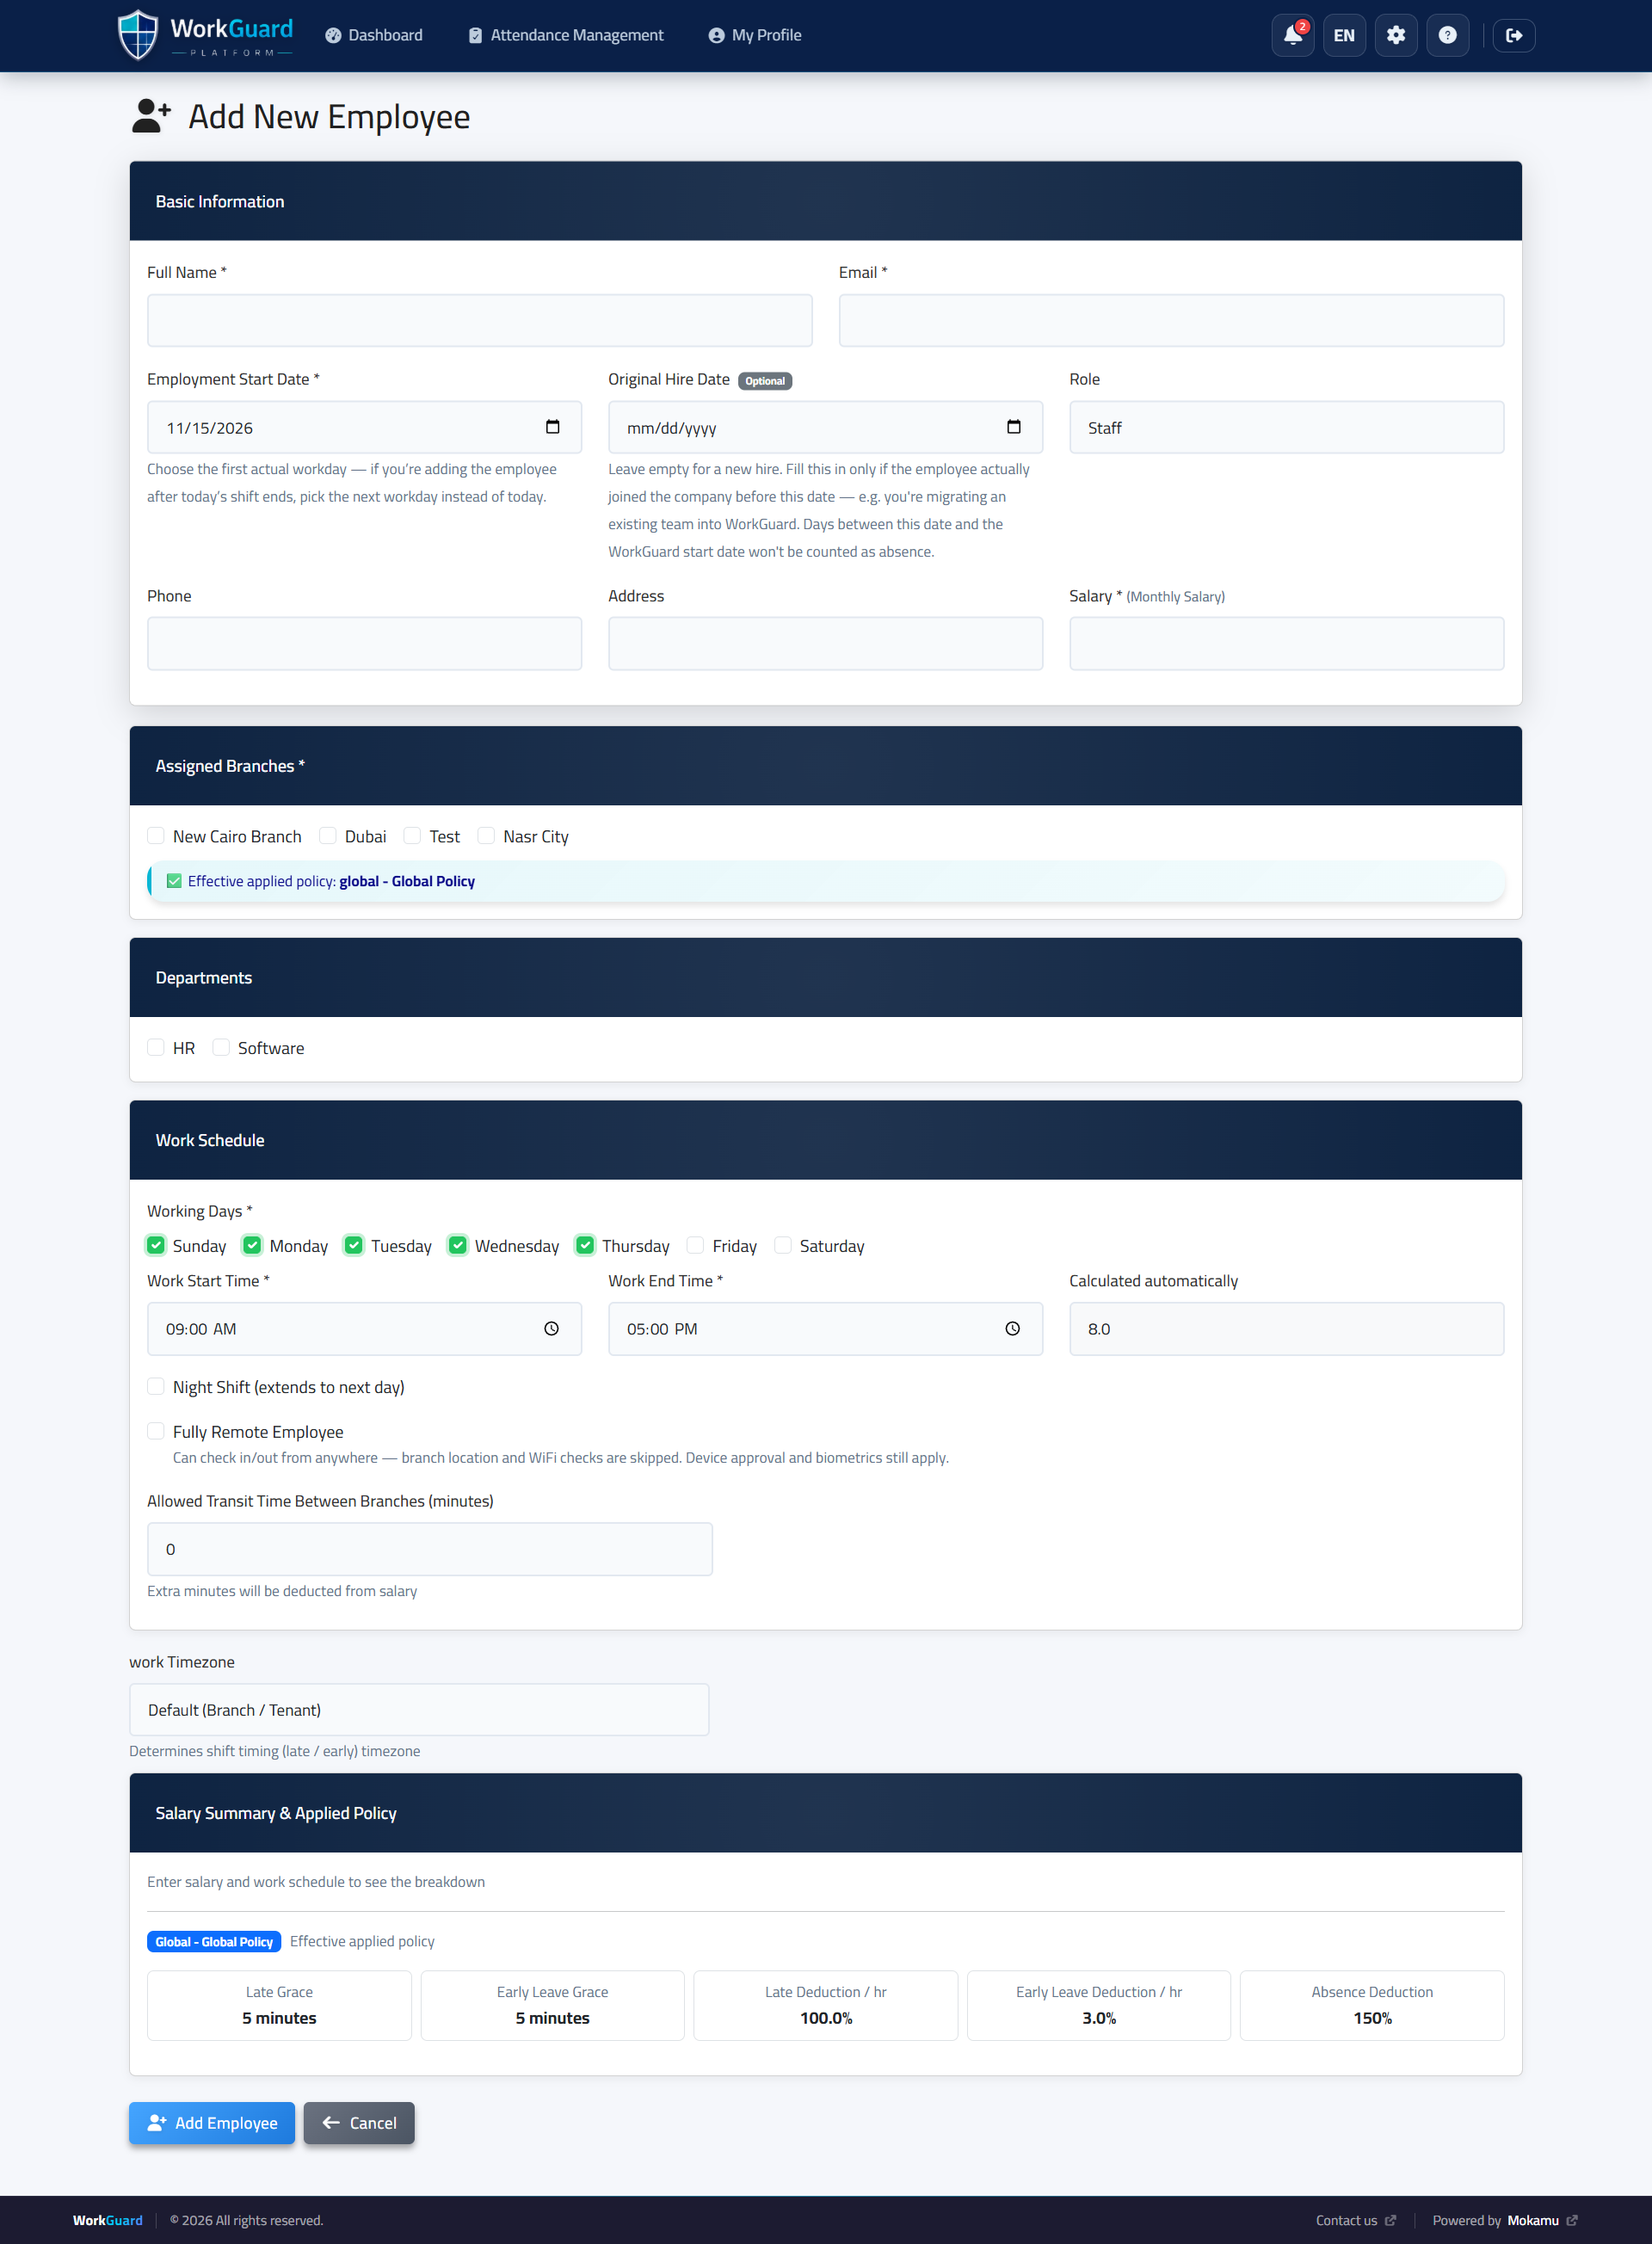 WorkGuard
PLATFORM
Dashboard
Attendance Management
My Profile
2
EN
Add New Employee
Basic Information
Full Name *
Email *
Employment Start Date *
Original Hire Date Optional
Role
11/15/2026
mm/dd/yyyy
Staff
Choose the first actual workday — if you're adding the employee
after today's shift ends, pick the next workday instead of today.
Leave empty for a new hire. Fill this in only if the employee actually
joined the company before this date — e.g. you're migrating an
existing team into WorkGuard. Days between this date and the
WorkGuard start date won't be counted as absence.
Phone
Address
Salary * (Monthly Salary)
Assigned Branches *
New Cairo Branch Dubai Test Nasr City
✅ Effective applied policy: global - Global Policy
Departments
HR Software
Work Schedule
Working Days *
Sunday Monday Tuesday Wednesday Thursday Friday Saturday
Work Start Time *
Work End Time *
Calculated automatically
09:00 AM
05:00 PM
8.0
Night Shift (extends to next day)
Fully Remote Employee
Can check in/out from anywhere — branch location and WiFi checks are skipped. Device approval and biometrics still apply.
Allowed Transit Time Between Branches (minutes)
0
Extra minutes will be deducted from salary
work Timezone
Default (Branch / Tenant)
Determines shift timing (late / early) timezone
Salary Summary & Applied Policy
Enter salary and work schedule to see the breakdown
Global - Global Policy Effective applied policy
Late Grace
5 minutes
Early Leave Grace
5 minutes
Late Deduction / hr
100.0%
Early Leave Deduction / hr
3.0%
Absence Deduction
150%
Add Employee
Cancel
WorkGuard
© 2026 All rights reserved.
Contact us
Powered by Mokamu